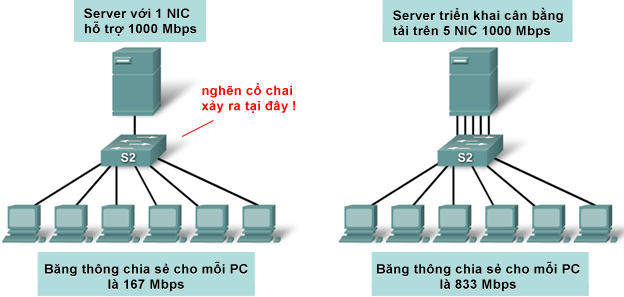 Server với 1 NIC
hỗ trợ 1000 Mbps
Server triển khai cân bằng
tải trên 5 NIC 1000 Mbps
nghẽn cổ chai
xảy ra tại đây !
S2
S2
Băng thông chia sẻ cho mỗi PC
là 167 Mbps
Băng thông chia sẻ cho mỗi PC
là 833 Mbps